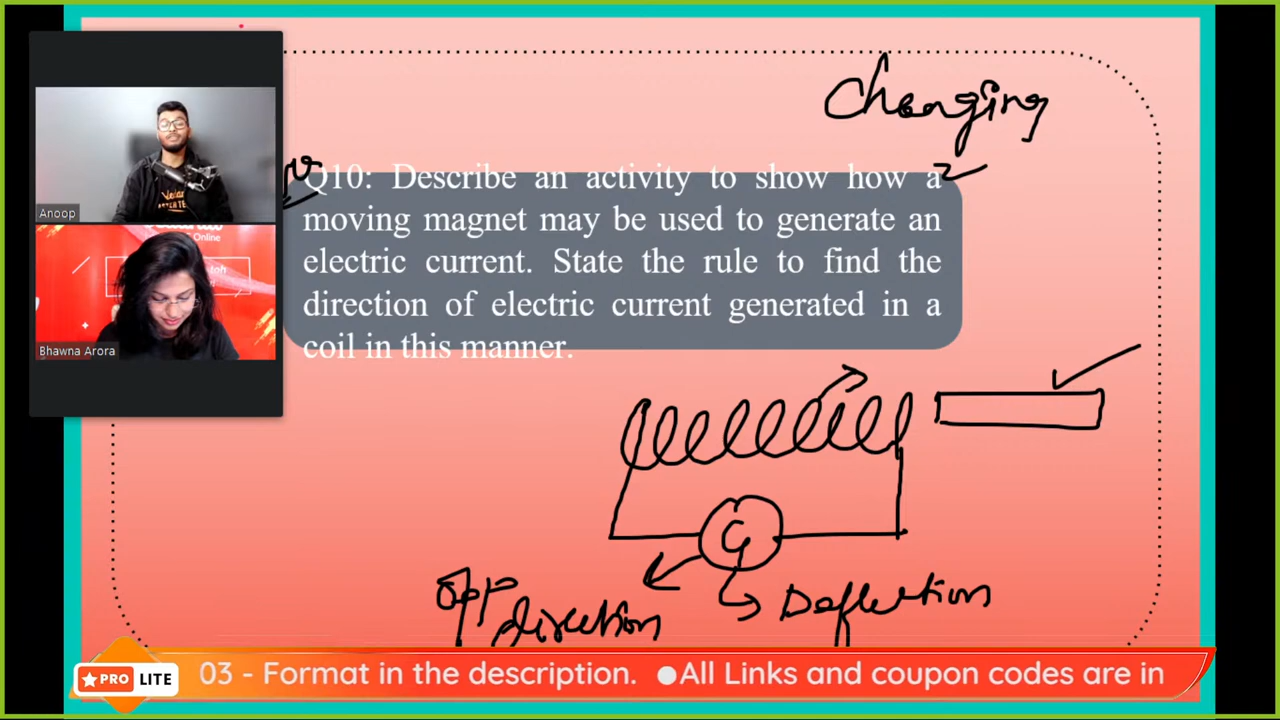 Changing
Anoop
Bhawna Arora
Q10: Describe an activity to show how a
moving magnet may be used to generate an
electric current. State the rule to find the
direction of electric current generated in a
coil in this manner.
G
Opp
direction
Deflection
PRO LITE
03 - Format in the description. ●All Links and coupon codes are in